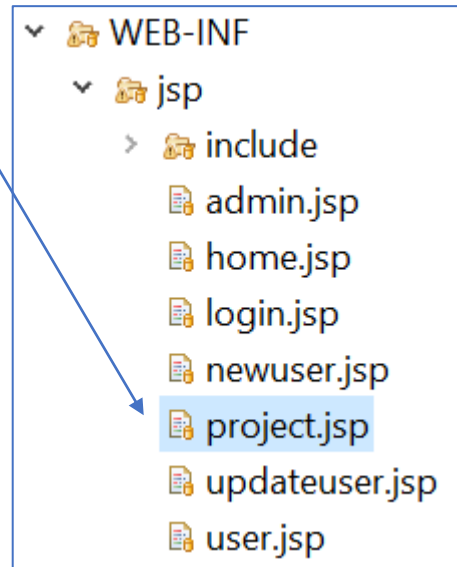 WEB-INF
jsp
include
admin.jsp
home.jsp
login.jsp
newuser.jsp
project.jsp
updateuser.jsp
user.jsp